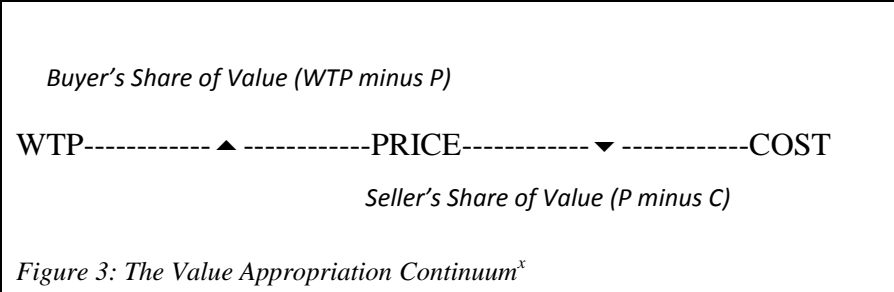 Buyer’s Share of Value (WTP minus P)
WTP------------ ▲ ------------PRICE------------ ▼ ------------COST
Seller’s Share of Value (P minus C)
Figure 3: The Value Appropriation Continuumˣ